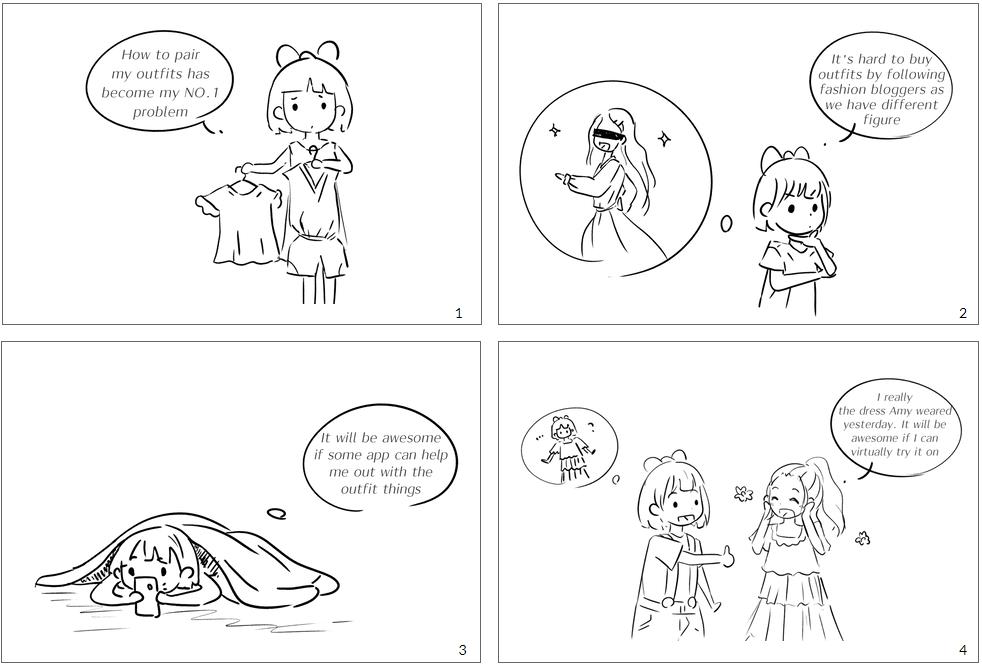 How to pair
my outfits has
become my NO.1
problem
1
It's hard to buy
outfits by following
fashion bloggers as
we have different
figure
2
It will be awesome
if some app can help
me out with the
outfit things
3
I really
the dress Amy weared
yesterday. It will be
awesome if I can
virtually try it on
4